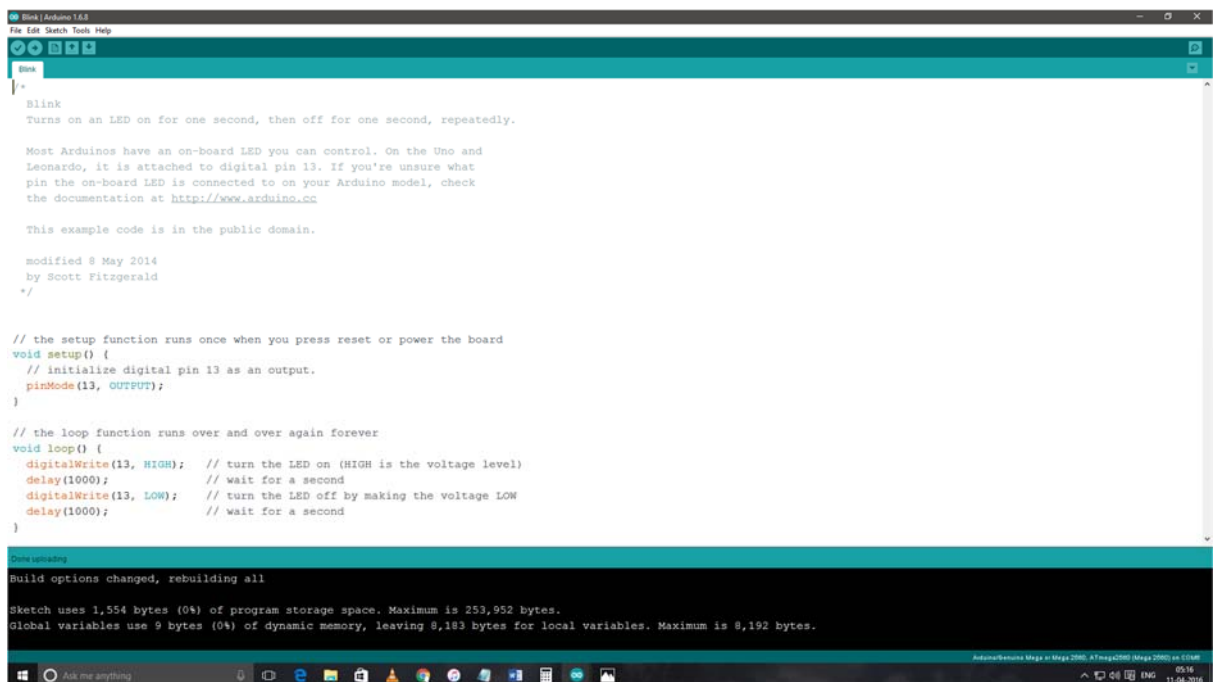 Blink | Arduino 1.6.8
File Edit Sketch Tools Help
Blink
/*
Blink
Turns on an LED on for one second, then off for one second, repeatedly.
Most Arduinos have an on-board LED you can control. On the Uno and
Leonardo, it is attached to digital pin 13. If you're unsure what
pin the on-board LED is connected to on your Arduino model, check
the documentation at http://www.arduino.cc
This example code is in the public domain.
modified 8 May 2014
by Scott Fitzgerald
*/
// the setup function runs once when you press reset or power the board
void setup() {
// initialize digital pin 13 as an output.
pinMode(13, OUTPUT);
}
// the loop function runs over and over again forever
void loop() {
digitalWrite(13, HIGH);   // turn the LED on (HIGH is the voltage level)
delay(1000);              // wait for a second
digitalWrite(13, LOW);    // turn the LED off by making the voltage LOW
delay(1000);              // wait for a second
}
Done uploading
Build options changed, rebuilding all
Sketch uses 1,554 bytes (0%) of program storage space. Maximum is 253,952 bytes.
Global variables use 9 bytes (0%) of dynamic memory, leaving 8,183 bytes for local variables. Maximum is 8,192 bytes.
Arduino/Genuino Mega or Mega 2560, ATmega2560 (Mega 2560) on COM6
Ask me anything
ENG
05:16
11-04-2016